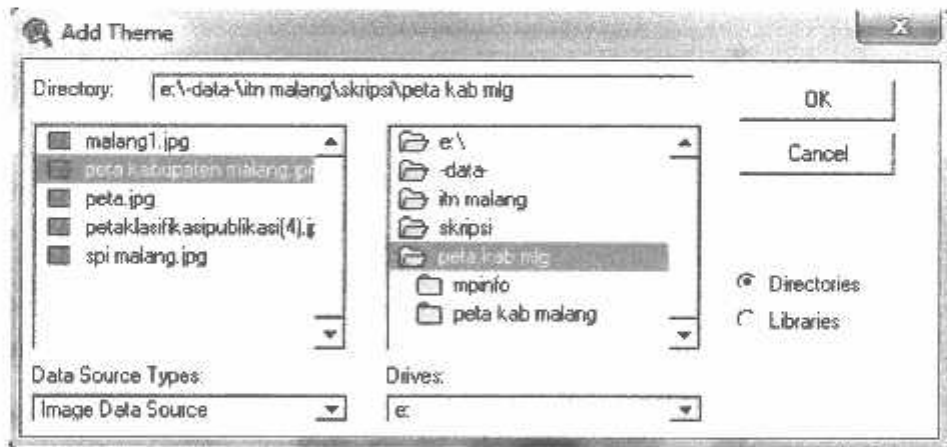 Add Theme
Directory: e:\-data-\itn malang\skripsi\peta kab mlg
OK
Cancel
malang1.jpg
peta kabupaten malang.jpg
peta.jpg
petaklasifikasipublikasi(4).jp
spi malang.jpg
e:\
-data-
itn malang
skripsi
peta kab mlg
mpinfo
peta kab malang
Directories
Libraries
Data Source Types:
Image Data Source
Drives:
e: